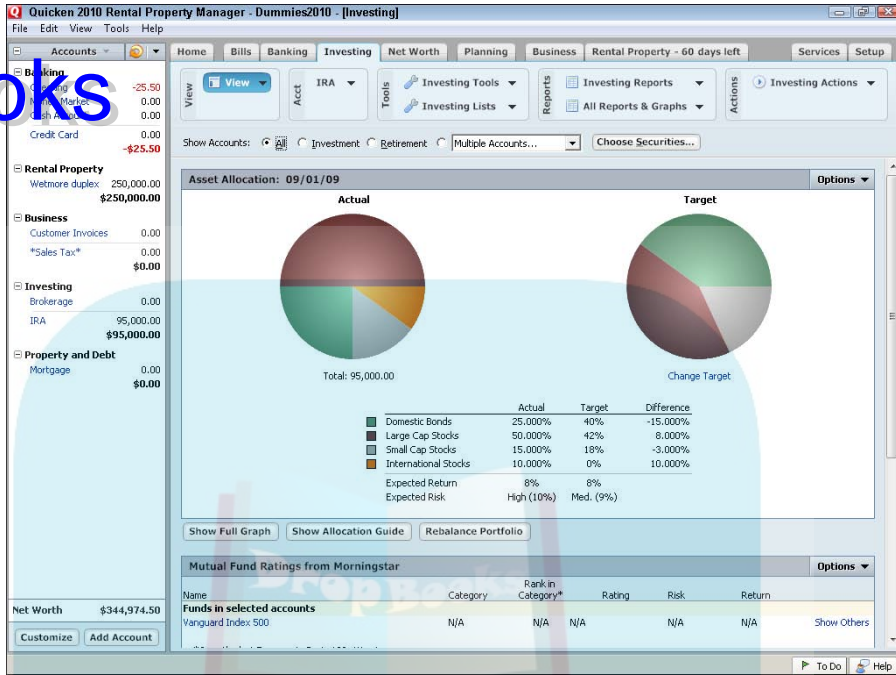 Quicken 2010 Rental Property Manager - Dummies2010 - [Investing]
File Edit View Tools Help
Accounts
Home Bills Banking Investing Net Worth Planning Business Rental Property - 60 days left Services Setup
View View
Acct IRA
Tools Investing Tools
Investing Lists
Reports Investing Reports
All Reports & Graphs
Actions Investing Actions
Show Accounts: All Investment Retirement Multiple Accounts... Choose Securities...
oks
Banking
-25.50
Market 0.00
0.00
Credit Card 0.00
-$25.50
Rental Property
Wetmore duplex 250,000.00
$250,000.00
Business
Customer Invoices 0.00
*Sales Tax* 0.00
$0.00
Investing
Brokerage 0.00
IRA 95,000.00
$95,000.00
Property and Debt
Mortgage 0.00
$0.00
Net Worth $344,974.50
Customize Add Account
Asset Allocation: 09/01/09 Options
Actual Target
Total: 95,000.00 Change Target
Actual Target Difference
Domestic Bonds 25.000% 40% -15.000%
Large Cap Stocks 50.000% 42% 8.000%
Small Cap Stocks 15.000% 18% -3.000%
International Stocks 10.000% 0% 10.000%
Expected Return 8% 8%
Expected Risk High (10%) Med. (9%)
Show Full Graph Show Allocation Guide Rebalance Portfolio
DropBooks
Mutual Fund Ratings from Morningstar Options
Name Category Rank in Category* Rating Risk Return
Funds in selected accounts
Vanguard Index 500 N/A N/A N/A N/A N/A Show Others
To Do Help